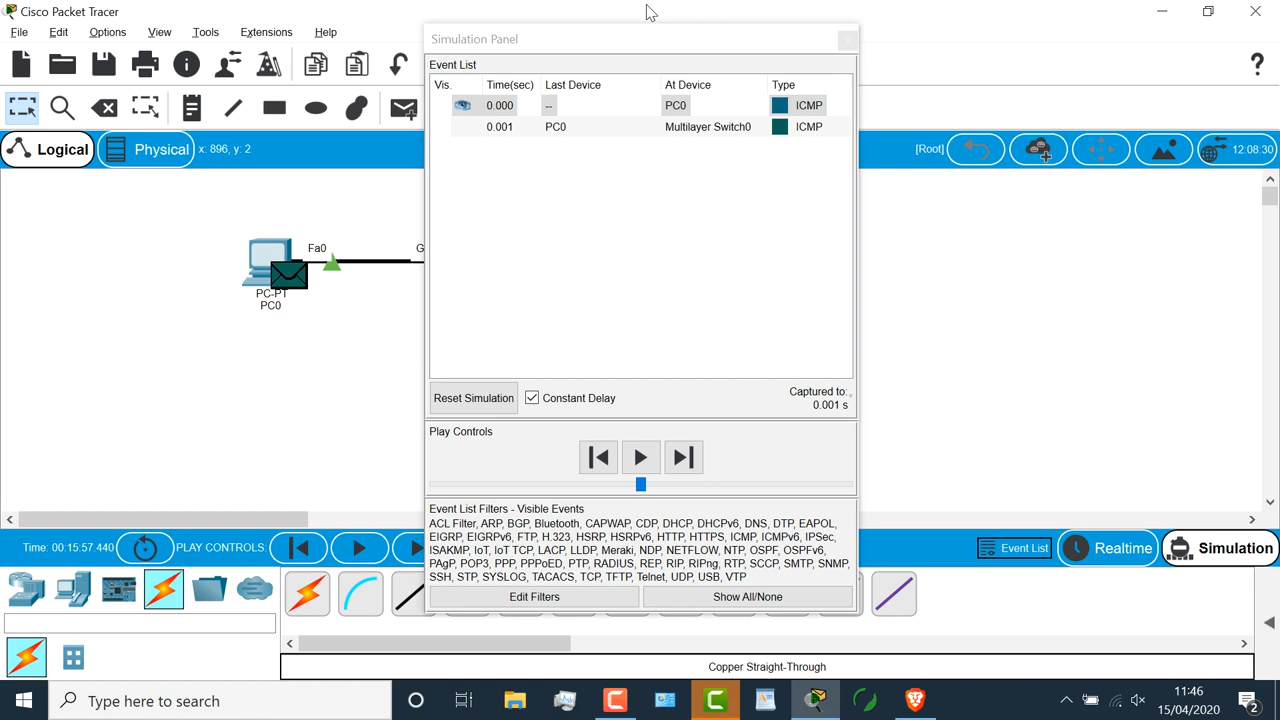 Cisco Packet Tracer
File Edit Options View Tools Extensions Help
Simulation Panel
Event List
Vis. Time(sec) Last Device At Device Type
0.000 -- PC0 ICMP
0.001 PC0 Multilayer Switch0 ICMP
Logical Physical x: 896, y: 2 [Root] 12:08:30
Fa0 G
PC-PT
PC0
Reset Simulation Constant Delay
Captured to:
0.001 s
Play Controls
Event List Filters - Visible Events
ACL Filter, ARP, BGP, Bluetooth, CAPWAP, CDP, DHCP, DHCPv6, DNS, DTP, EAPOL,
EIGRP, EIGRPv6, FTP, H.323, HSRP, HSRPv6, HTTP, HTTPS, ICMP, ICMPv6, IPSec,
ISAKMP, IoT, IoT TCP, LACP, LLDP, Meraki, NDP, NETFLOW, NTP, OSPF, OSPFv6,
PAgP, POP3, PPP, PPPoED, PTP, RADIUS, REP, RIP, RIPng, RTP, SCCP, SMTP, SNMP,
SSH, STP, SYSLOG, TACACS, TCP, TFTP, Telnet, UDP, USB, VTP
Edit Filters Show All/None
Time: 00:15:57.440 PLAY CONTROLS: Event List Realtime Simulation
Copper Straight-Through
Type here to search
11:46
15/04/2020
2